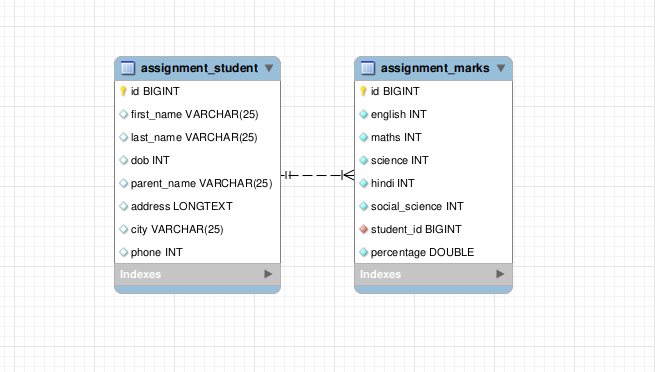 assignment_student
id BIGINT
first_name VARCHAR(25)
last_name VARCHAR(25)
dob INT
parent_name VARCHAR(25)
address LONGTEXT
city VARCHAR(25)
phone INT
Indexes
assignment_marks
id BIGINT
english INT
maths INT
science INT
hindi INT
social_science INT
student_id BIGINT
percentage DOUBLE
Indexes